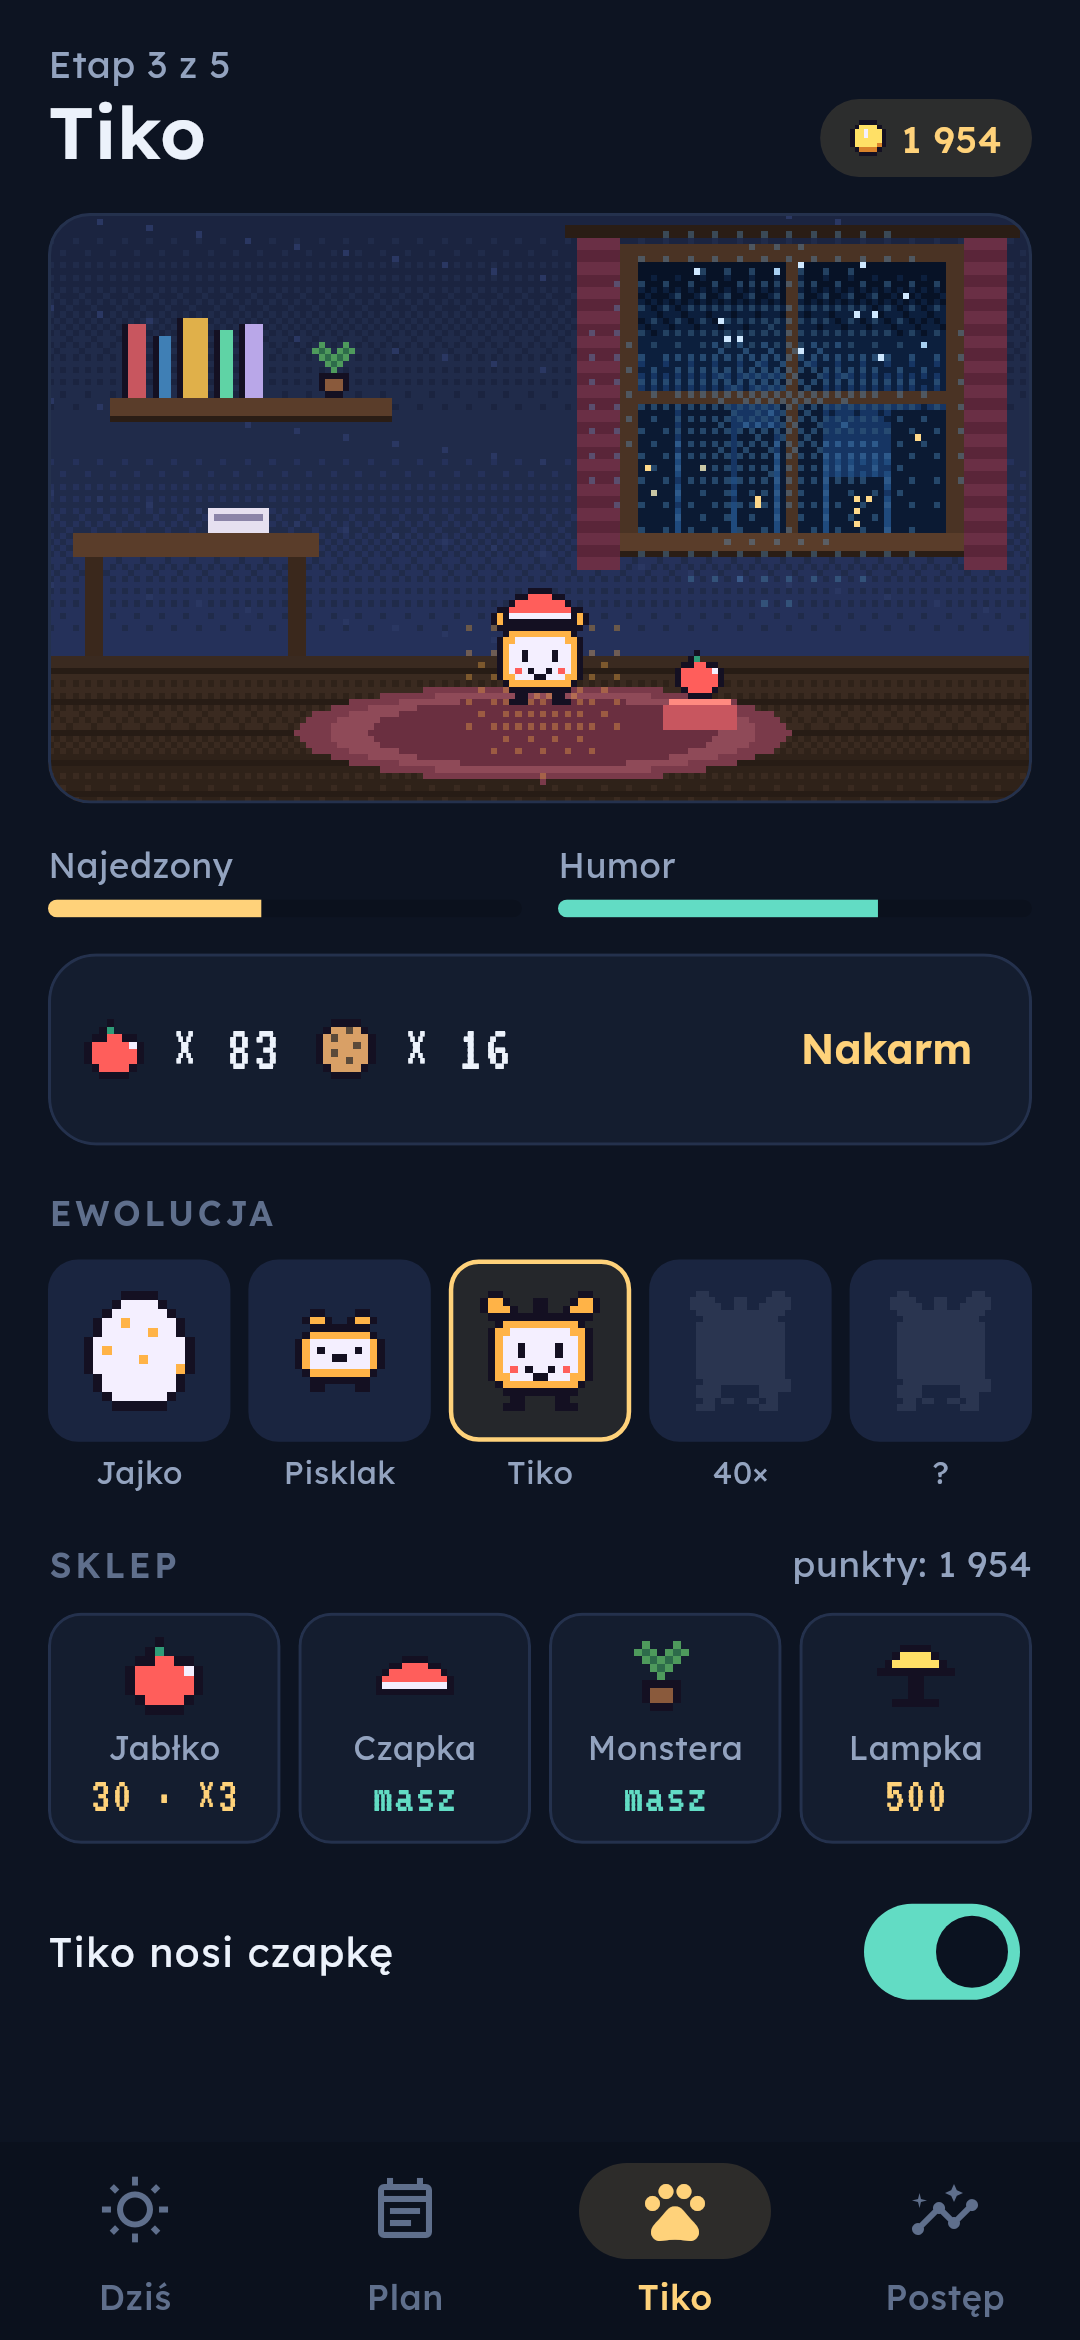 Etap 3 z 5
Tiko
1 954
Najedzony
Humor
X 83
X 16
Nakarm
EWOLUCJA
Jajko
Pisklak
Tiko
40×
?
SKLEP
punkty: 1 954
Jabłko
30 · X3
Czapka
masz
Monstera
masz
Lampka
500
Tiko nosi czapkę
Dziś
Plan
Tiko
Postęp